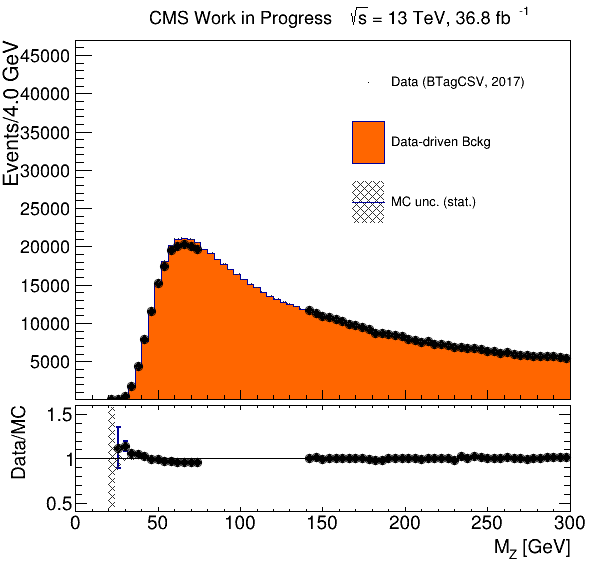 CMS Work in Progress √s = 13 TeV, 36.8 fb -1
Events/4.0 GeV
45000
40000
35000
30000
25000
20000
15000
10000
5000
Data (BTagCSV, 2017)
Data-driven Bckg
MC unc. (stat.)
Data/MC
1.5
1
0.5
0 50 100 150 200 250 300
M_Z [GeV]